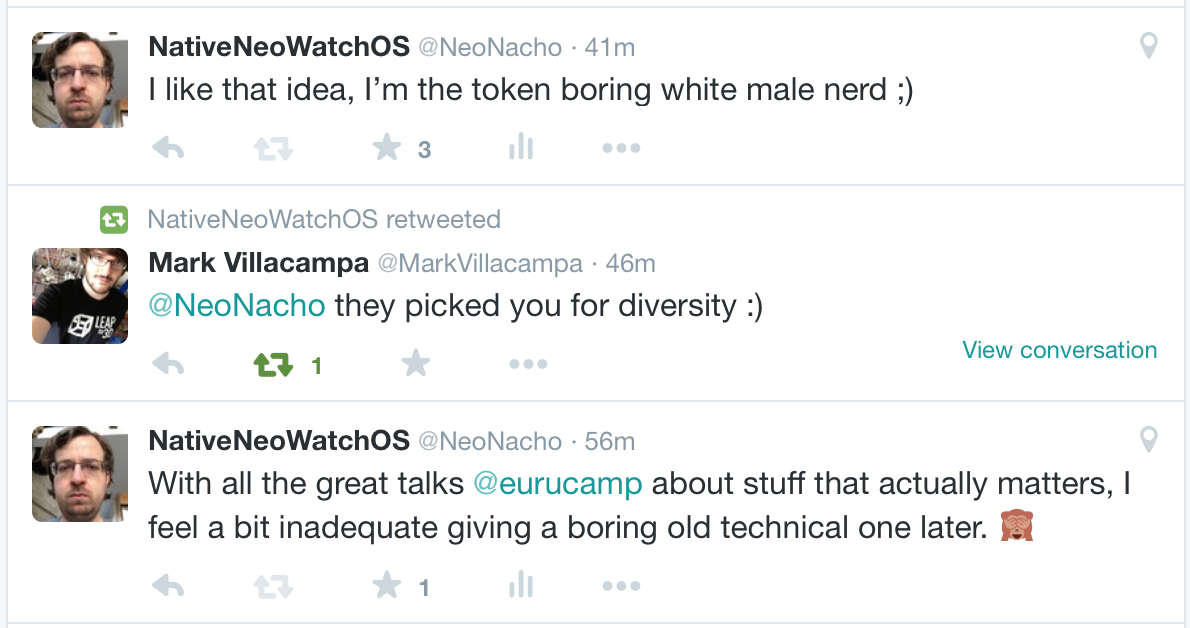 NativeNeoWatchOS @NeoNacho · 41m
I like that idea, I’m the token boring white male nerd ;)
3
NativeNeoWatchOS retweeted
Mark Villacampa @MarkVillacampa · 46m
@NeoNacho they picked you for diversity :)
LEAP
3D
View conversation
1
NativeNeoWatchOS @NeoNacho · 56m
With all the great talks @eurucamp about stuff that actually matters, I
feel a bit inadequate giving a boring old technical one later. 🙈
1